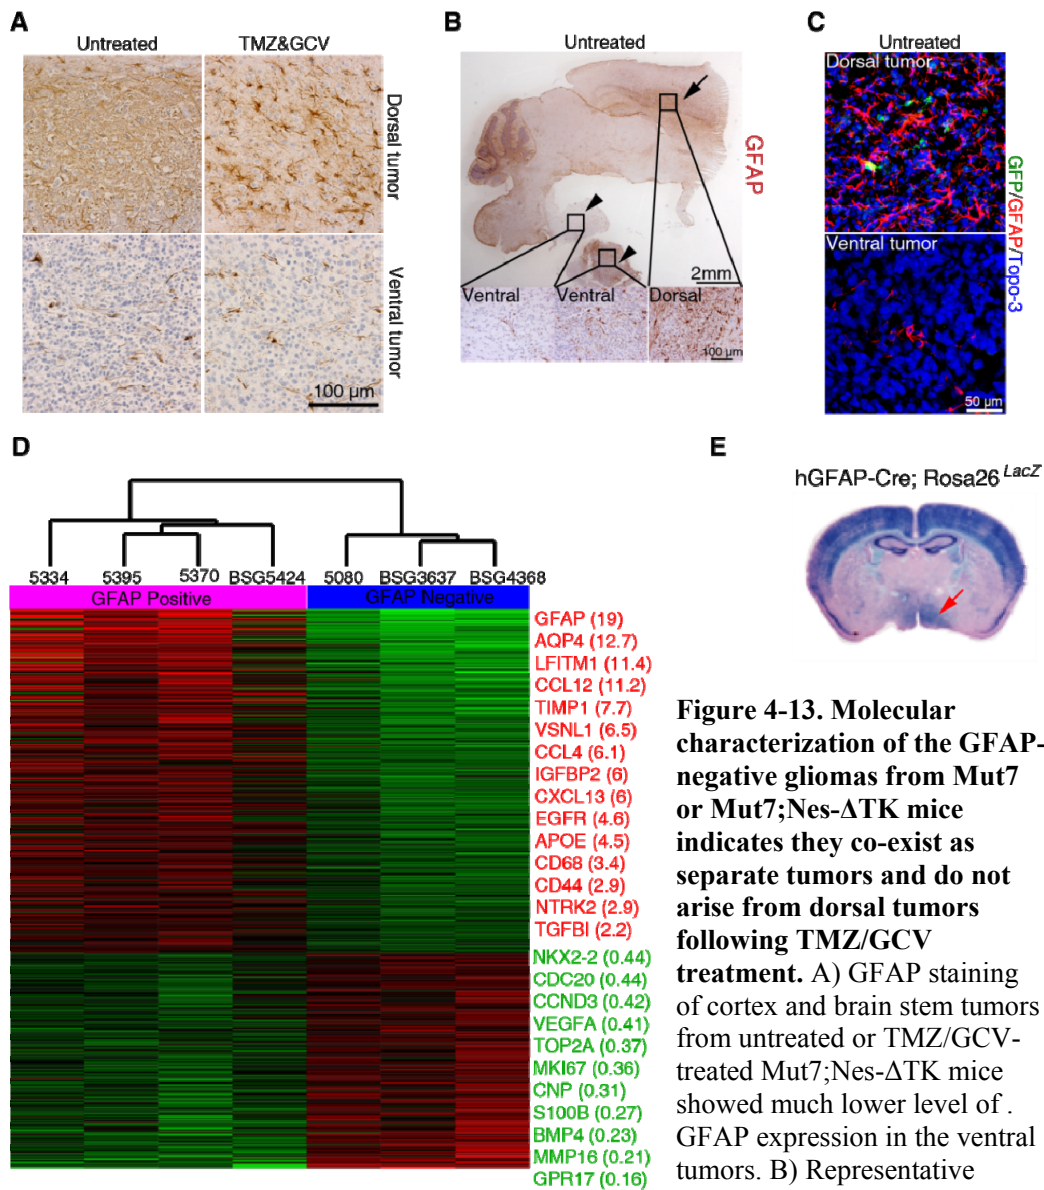 A
Untreated
TMZ&GCV
Dorsal tumor
Ventral tumor
100 µm
B
Untreated
GFAP
2mm
Ventral
Ventral
Dorsal
100 µm
C
Untreated
Dorsal tumor
Ventral tumor
GFP/GFAP/Topo-3
50 µm
D
5334
5395
5370
BSG5424
5080
BSG3637
BSG4368
GFAP Positive
GFAP Negative
GFAP (19)
AQP4 (12.7)
LFITM1 (11.4)
CCL12 (11.2)
TIMP1 (7.7)
VSNL1 (6.5)
CCL4 (6.1)
IGFBP2 (6)
CXCL13 (6)
EGFR (4.6)
APOE (4.5)
CD68 (3.4)
CD44 (2.9)
NTRK2 (2.9)
TGFBI (2.2)
NKX2-2 (0.44)
CDC20 (0.44)
CCND3 (0.42)
VEGFA (0.41)
TOP2A (0.37)
MKI67 (0.36)
CNP (0.31)
S100B (0.27)
BMP4 (0.23)
MMP16 (0.21)
GPR17 (0.16)
E
hGFAP-Cre; Rosa26 LacZ
Figure 4-13. Molecular
characterization of the GFAP-
negative gliomas from Mut7
or Mut7;Nes-ΔTK mice
indicates they co-exist as
separate tumors and do not
arise from dorsal tumors
following TMZ/GCV
treatment. A) GFAP staining
of cortex and brain stem tumors
from untreated or TMZ/GCV-
treated Mut7;Nes-ΔTK mice
showed much lower level of .
GFAP expression in the ventral
tumors. B) Representative